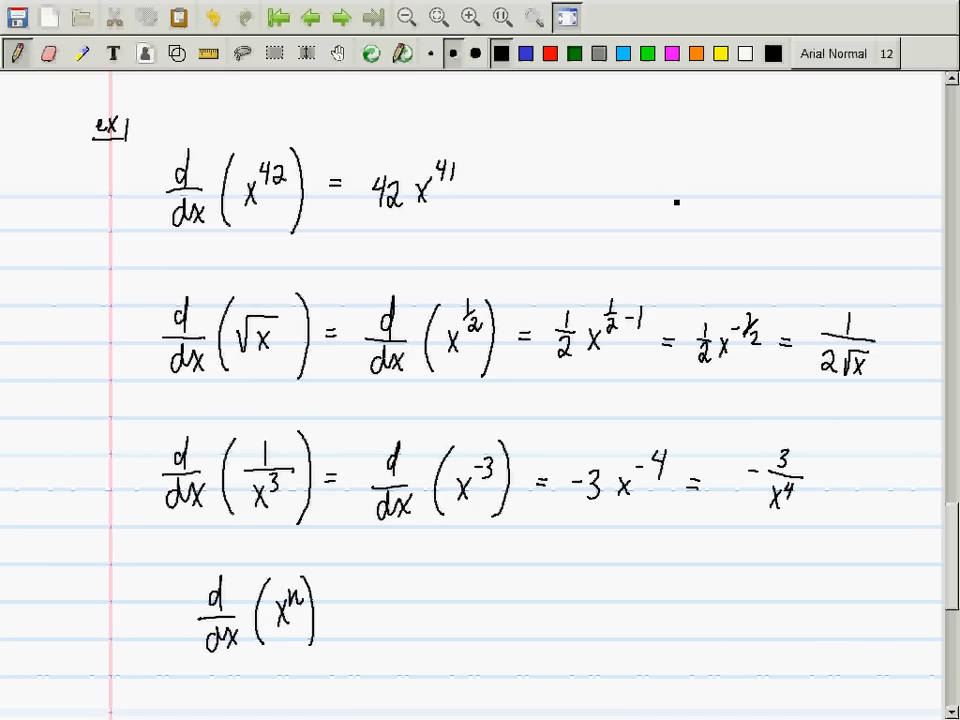 Arial Normal 12
ex 1
d/dx (x^42) = 42 x^41
d/dx (√x) = d/dx (x^(1/2)) = 1/2 x^(1/2 - 1) = 1/2 x^(-1/2) = 1/(2√x)
d/dx (1/x^3) = d/dx (x^-3) = -3 x^-4 = -3/x^4
d/dx (x^n)